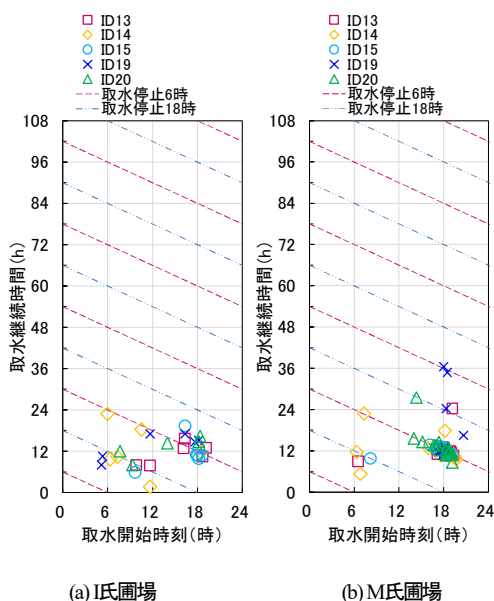 ID13
ID14
ID15
ID19
ID20
取水停止6時
取水停止18時
108
96
84
72
60
48
36
24
12
0
0
6
12
18
24
取水継続時間(h)
取水開始時刻(時)
(a) I氏圃場
ID13
ID14
ID15
ID19
ID20
取水停止6時
取水停止18時
108
96
84
72
60
48
36
24
12
0
0
6
12
18
24
取水継続時間(h)
取水開始時刻(時)
(b) M氏圃場